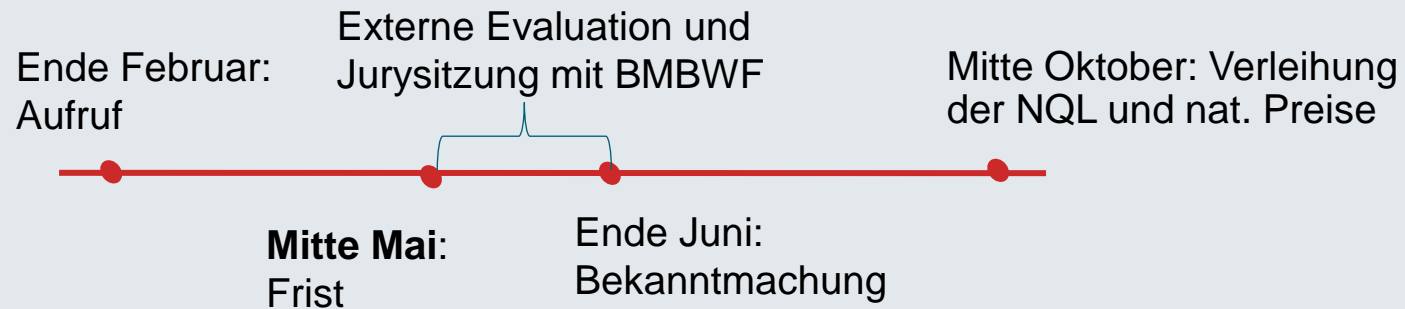 Ende Februar:
Aufruf
Externe Evaluation und
Jurysitzung mit BMBWF
Mitte Oktober: Verleihung
der NQL und nat. Preise
Mitte Mai:
Frist
Ende Juni:
Bekanntmachung